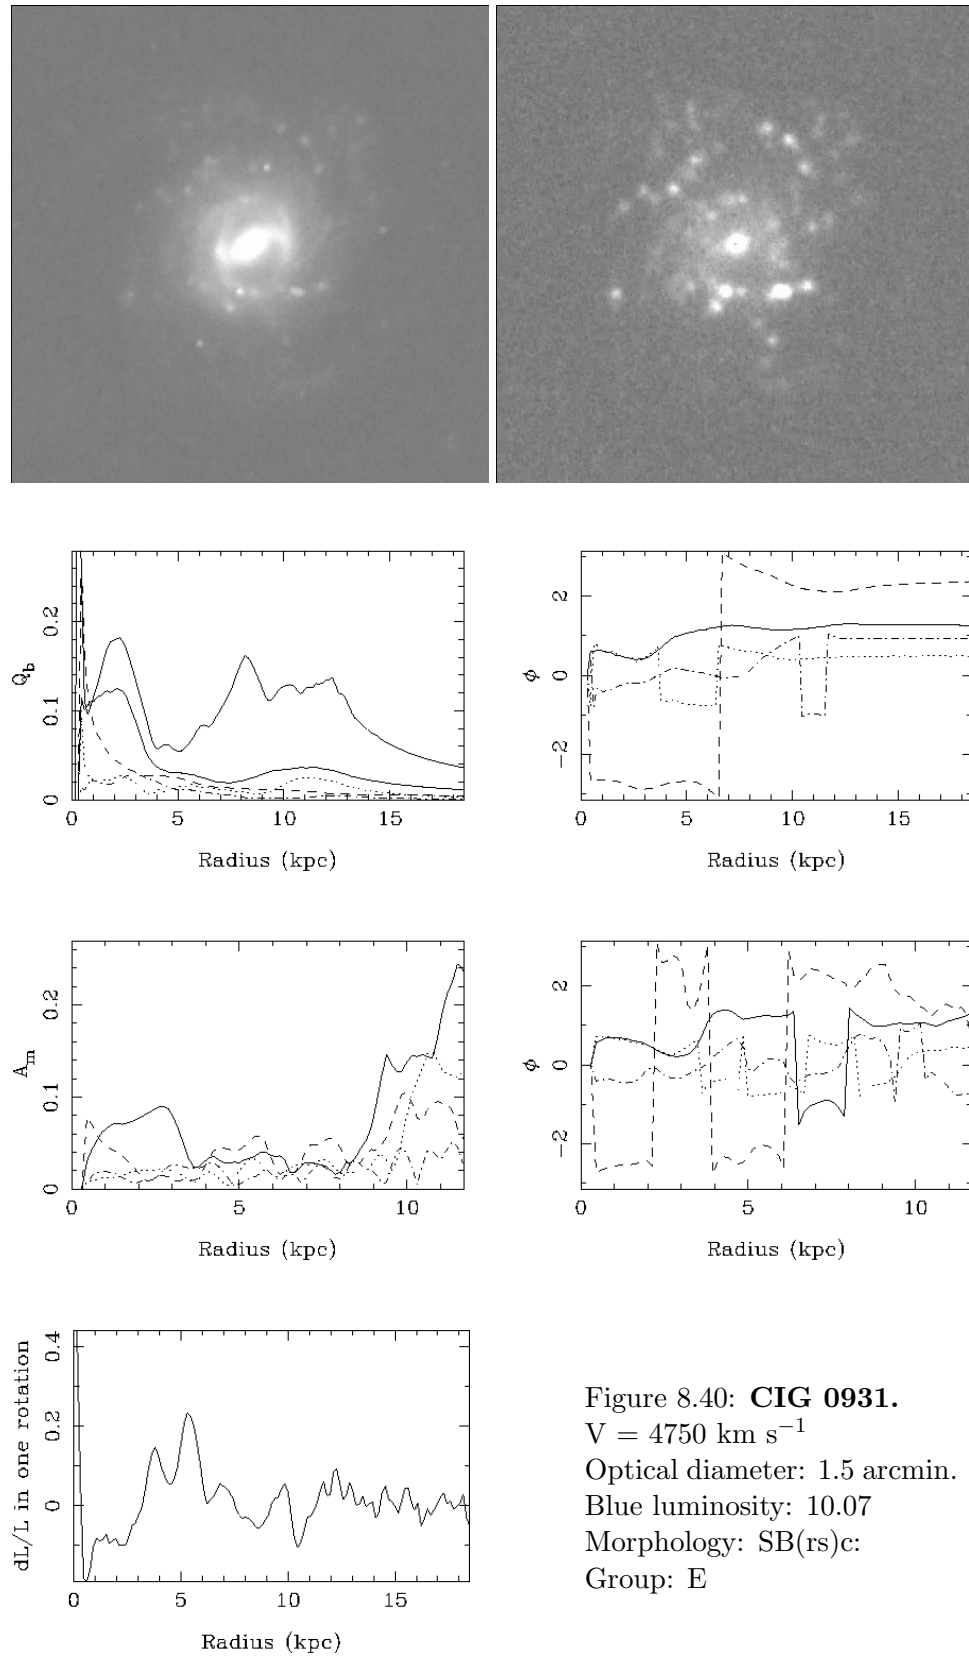 0 0.1 0.2
Q_b
0 5 10 15
Radius (kpc)
−2 0 2
ϕ
0 5 10 15
Radius (kpc)
0 0.1 0.2
A_m
0 5 10
Radius (kpc)
−2 0 2
ϕ
0 5 10
Radius (kpc)
0 0.2 0.4
dL/L in one rotation
0 5 10 15
Radius (kpc)
Figure 8.40: CIG 0931.
V = 4750 km s⁻¹
Optical diameter: 1.5 arcmin.
Blue luminosity: 10.07
Morphology: SB(rs)c:
Group: E